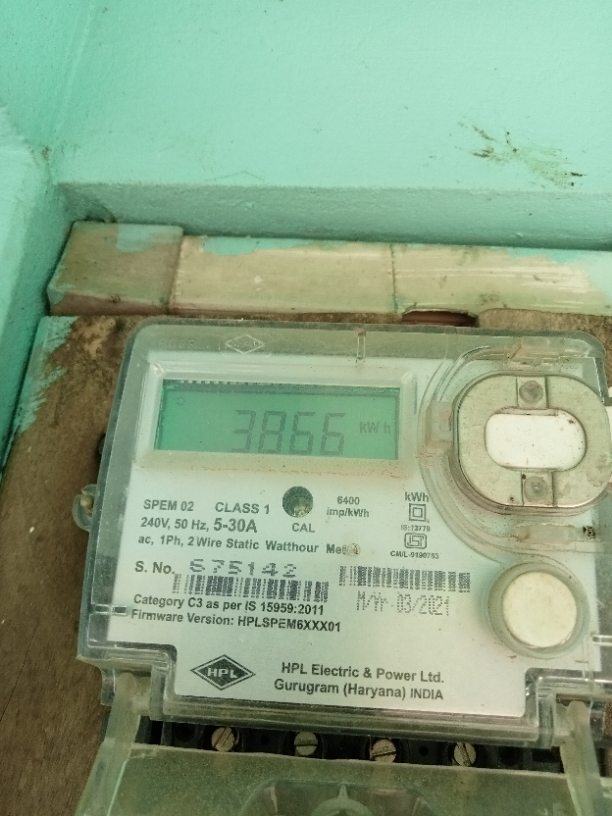 3866 kWh
SPEM 02 CLASS 1 6400 imp/kWh kWh
240V, 50 Hz, 5-30A CAL
IS:13779
ac, 1Ph, 2 Wire Static Watthour
S. No. 675142
M/Yr-03/2021
Category C3 as per IS 15959:2011
Firmware Version: HPLSPEM6XXX01
HPL
HPL Electric & Power Ltd.
Gurugram (Haryana) INDIA